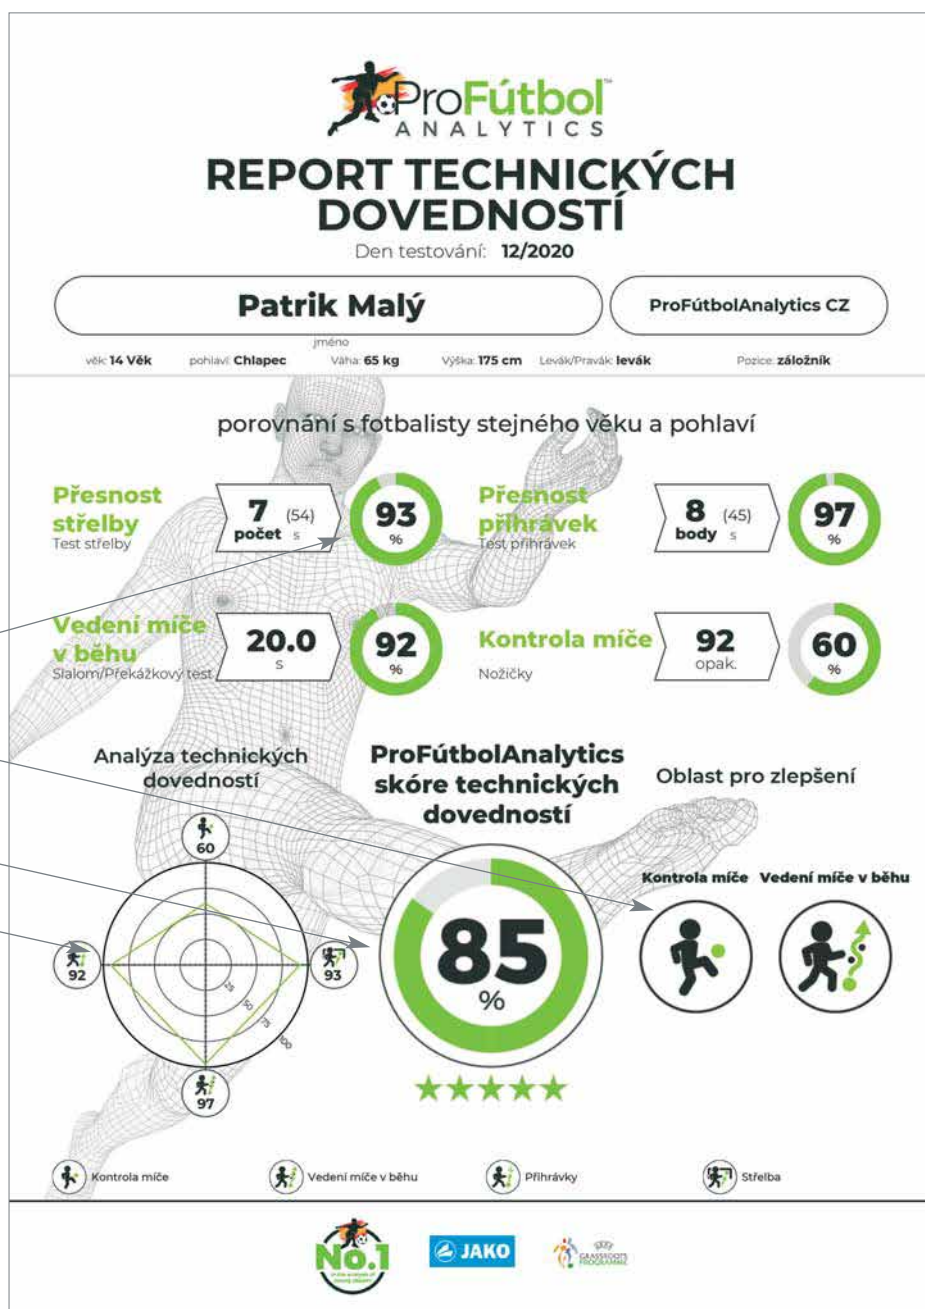 ProFútbol™
ANALYTICS
REPORT TECHNICKÝCH
DOVEDNOSTÍ
Den testování: 12/2020
Patrik Malý
ProFútbolAnalytics CZ
jméno
věk: 14 Věk
pohlaví: Chlapec
Váha: 65 kg
Výška: 175 cm
Levák/Pravák: levák
Pozice: záložník
porovnání s fotbalisty stejného věku a pohlaví
Přesnost
střelby
Test střelby
7 (54)
počet s
93
%
Přesnost
přihrávek
Test přihrávek
8 (45)
body s
97
%
Vedení míče
v běhu
Slalom/Překážkový test
20.0
s
92
%
Kontrola míče
Nožičky
92
opak.
60
%
Analýza technických
dovedností
60
92
93
97
25
50
75
100
ProFútbolAnalytics
skóre technických
dovedností
85
%
Oblast pro zlepšení
Kontrola míče
Vedení míče v běhu
Kontrola míče
Vedení míče v běhu
Přihrávky
Střelba
No.1
JAKO
GRASSROOTS
PROGRAMME